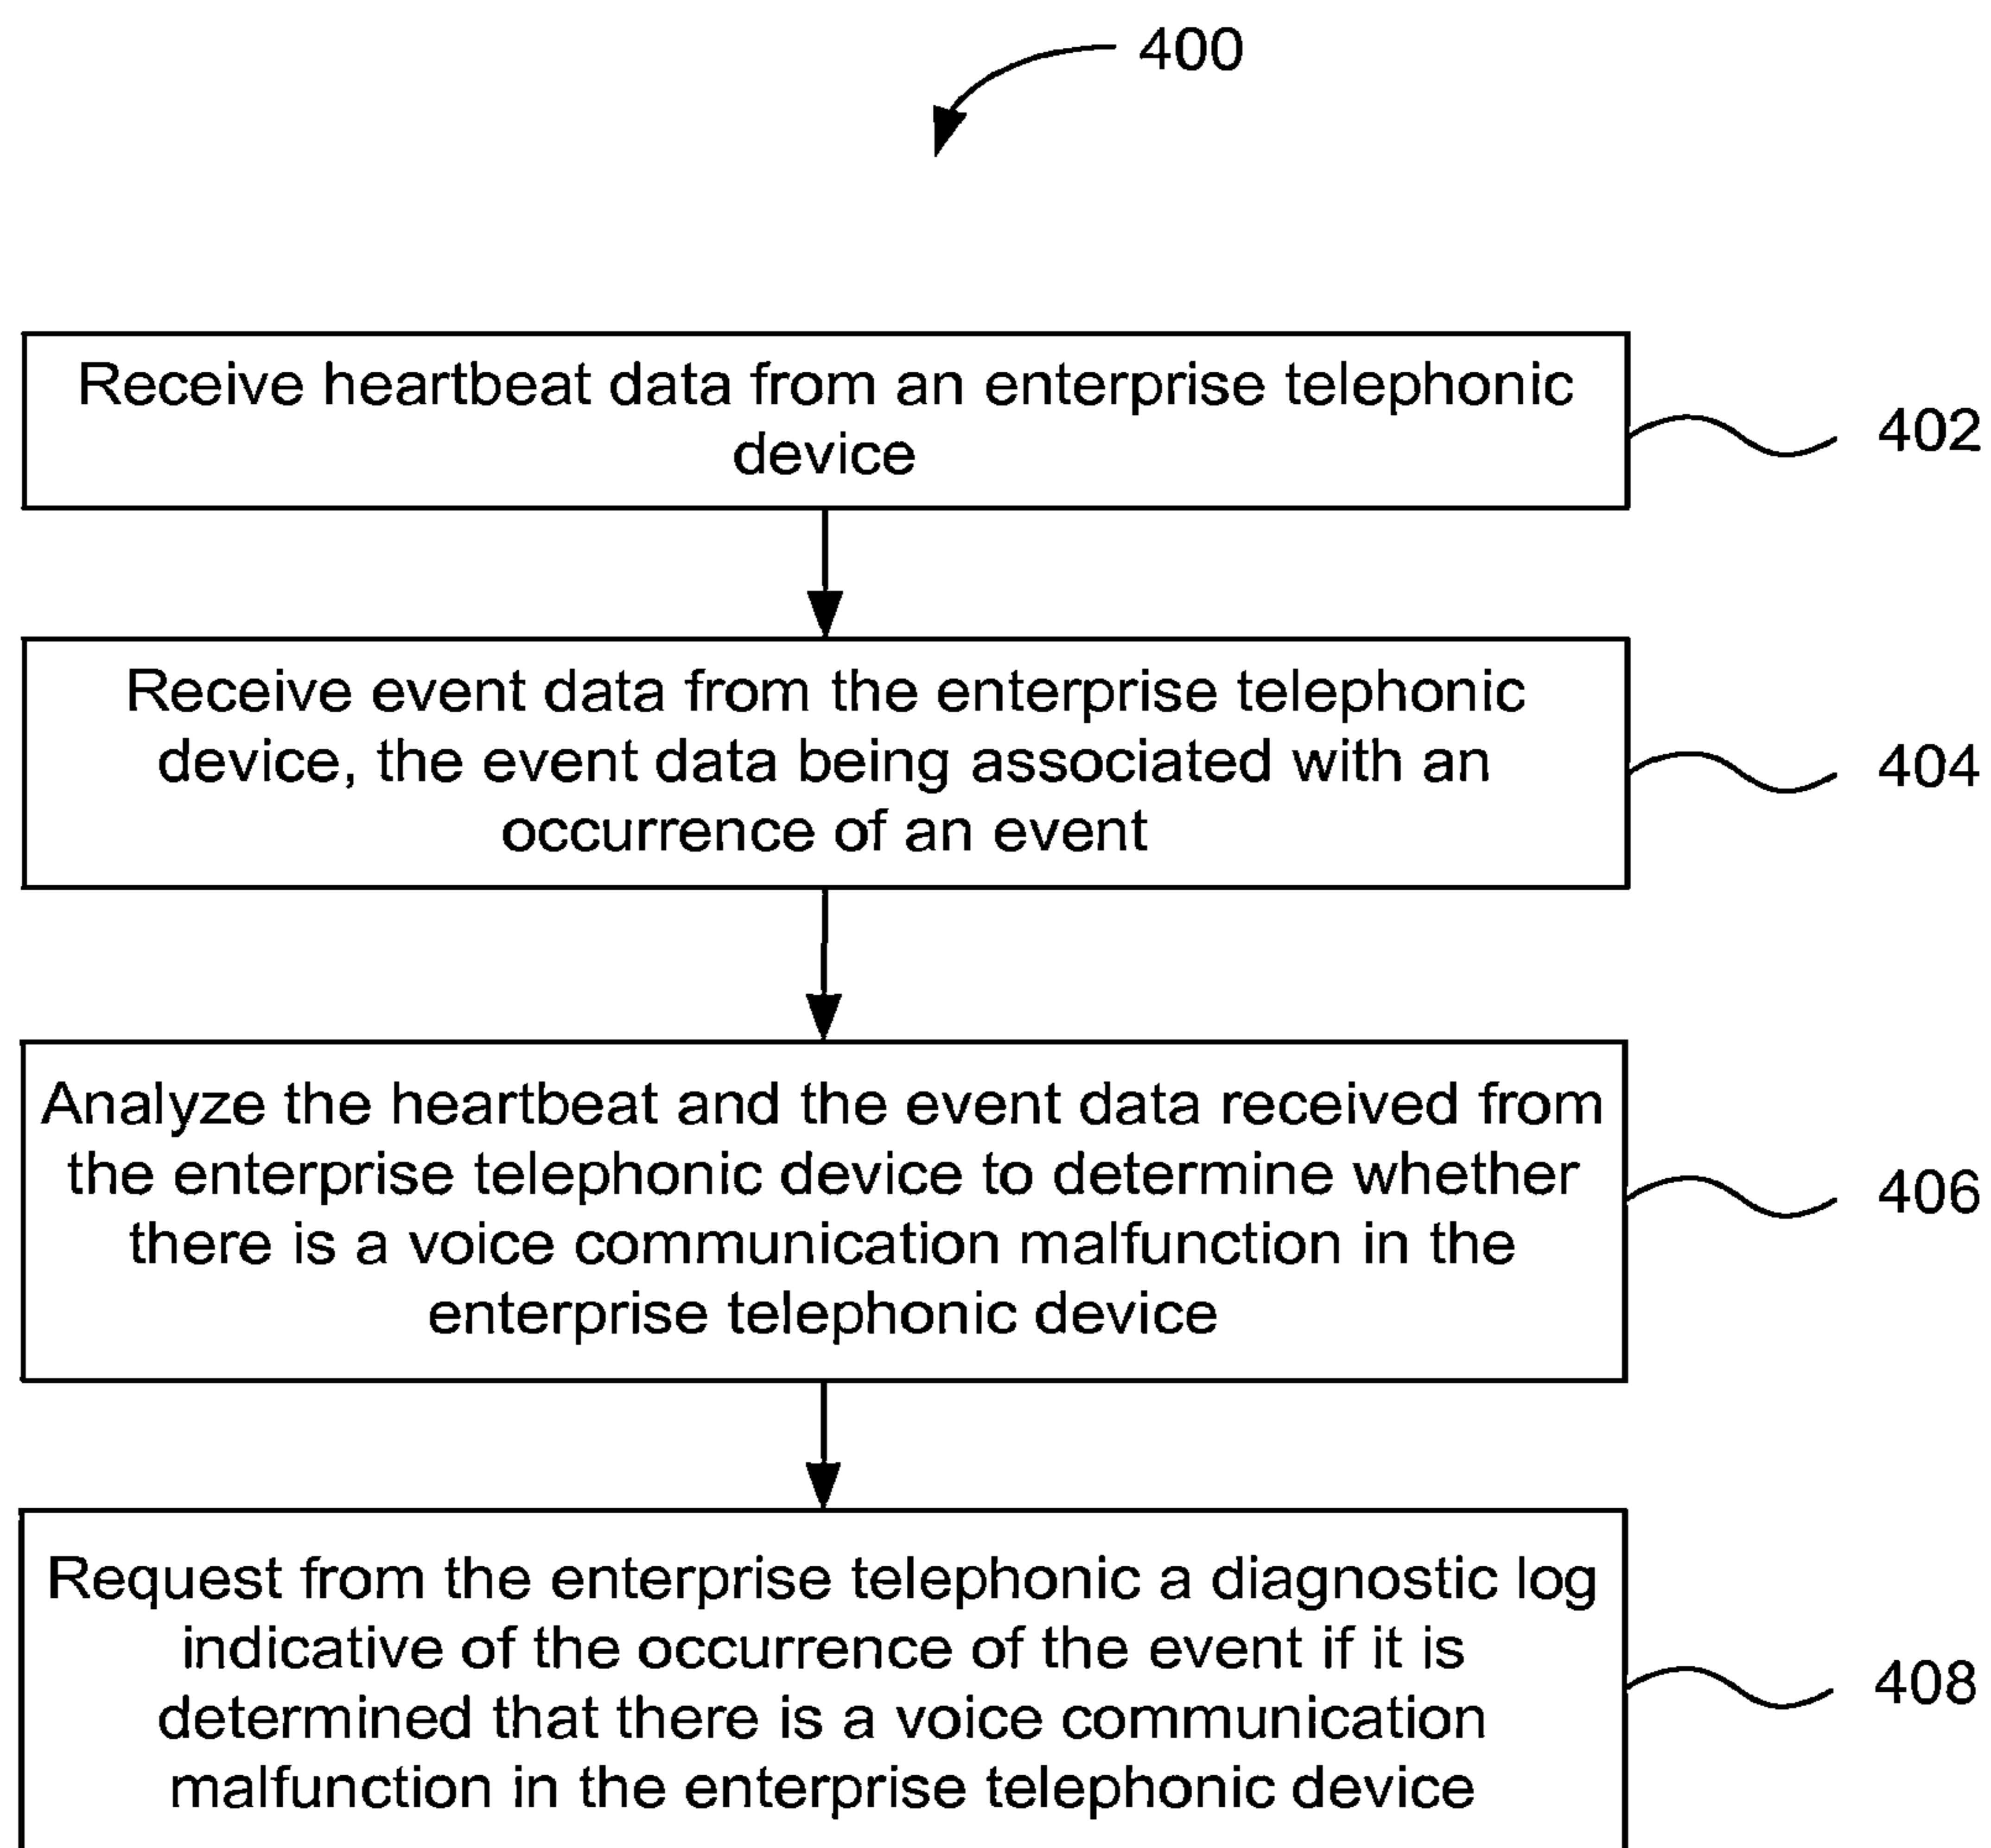 400
Receive heartbeat data from an enterprise telephonic
device
402
Receive event data from the enterprise telephonic
device, the event data being associated with an
occurrence of an event
404
Analyze the heartbeat and the event data received from
the enterprise telephonic device to determine whether
there is a voice communication malfunction in the
enterprise telephonic device
406
Request from the enterprise telephonic a diagnostic log
indicative of the occurrence of the event if it is
determined that there is a voice communication
malfunction in the enterprise telephonic device
408